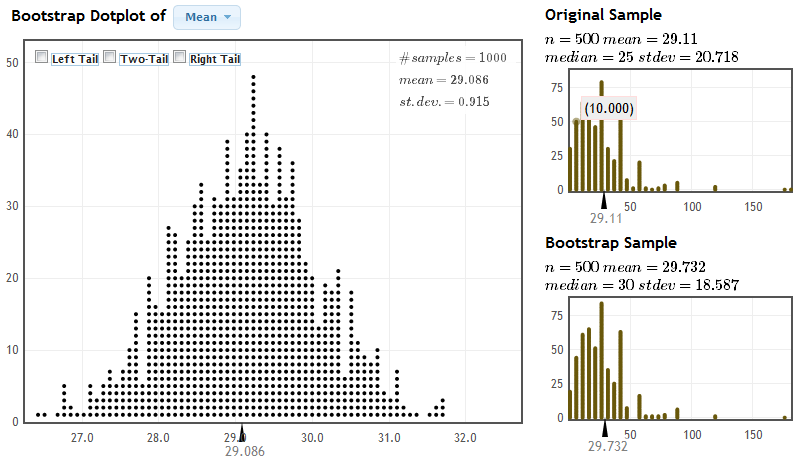 Bootstrap Dotplot of Mean
Left Tail Two-Tail Right Tail
# samples = 1000
mean = 29.086
st.dev. = 0.915
50
40
30
20
10
0
27.0 28.0 29.0 30.0 31.0 32.0
29.086
Original Sample
n = 500 mean = 29.11
median = 25 stdev = 20.718
75
50
25
0
(10.000)
50 100 150
29.11
Bootstrap Sample
n = 500 mean = 29.732
median = 30 stdev = 18.587
75
50
25
0
50 100 150
29.732